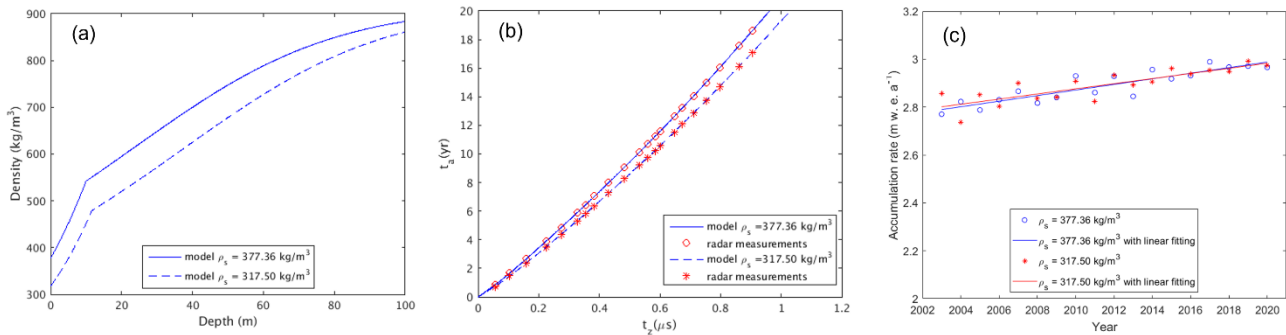 (a)
900
800
700
600
500
400
300
Density (kg/m³)
0
20
40
60
80
100
Depth (m)
model ρₛ = 377.36 kg/m³
model ρₛ = 317.50 kg/m³
(b)
20
18
16
14
12
10
8
6
4
2
0
tₐ(yr)
0
0.2
0.4
0.6
0.8
1
1.2
t_z(μs)
model ρₛ =377.36 kg/m³
radar measurements
model ρₛ =317.50 kg/m³
radar measurements
(c)
3.2
3
2.8
2.6
2.4
2.2
2
Accumulation rate (m w. e. a⁻¹)
2002
2004
2006
2008
2010
2012
2014
2016
2018
2020
Year
ρₛ = 377.36 kg/m³
ρₛ = 377.36 kg/m³ with linear fitting
ρₛ = 317.50 kg/m³
ρₛ = 317.50 kg/m³ with linear fitting